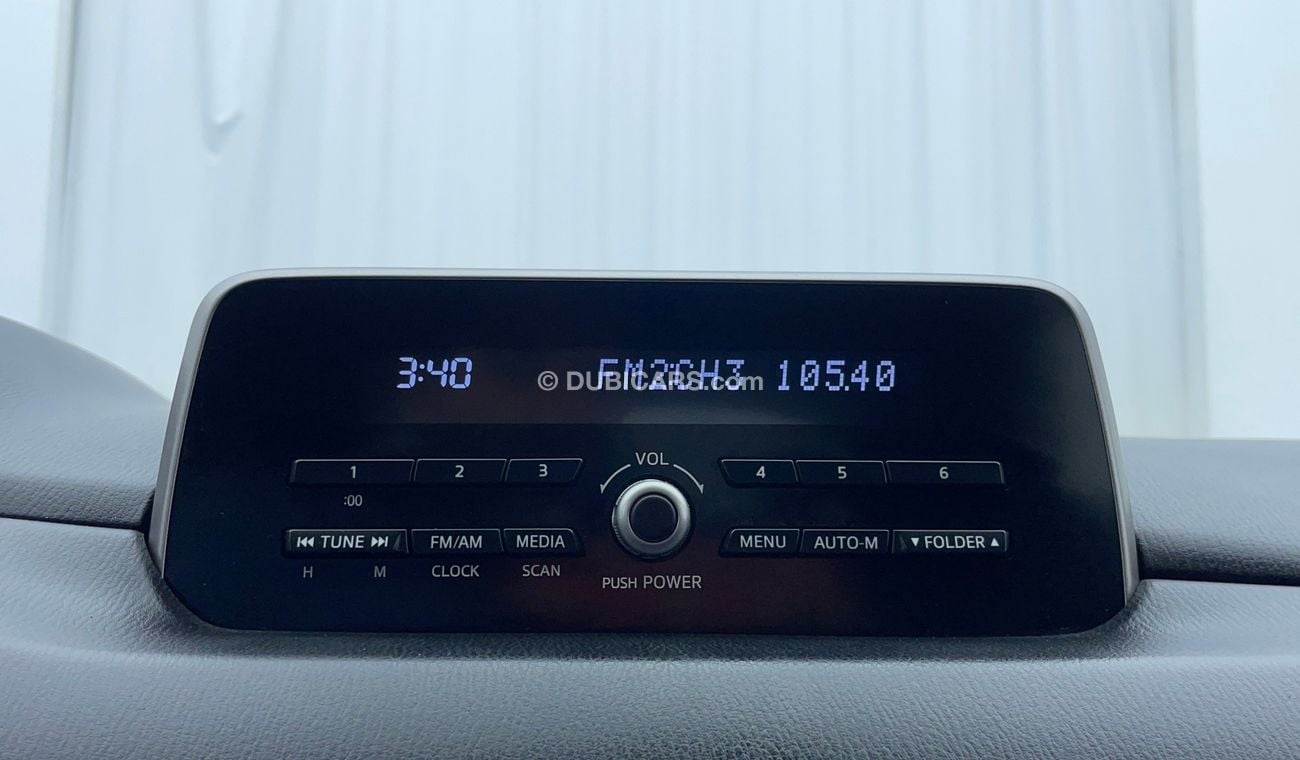 3:40 FM2CH3 105.40
© DUBICARS.com
VOL
1 2 3 4 5 6
:00
⏮ TUNE ⏭ FM/AM MEDIA MENU AUTO-M ▼ FOLDER ▲
H M CLOCK SCAN
PUSH POWER